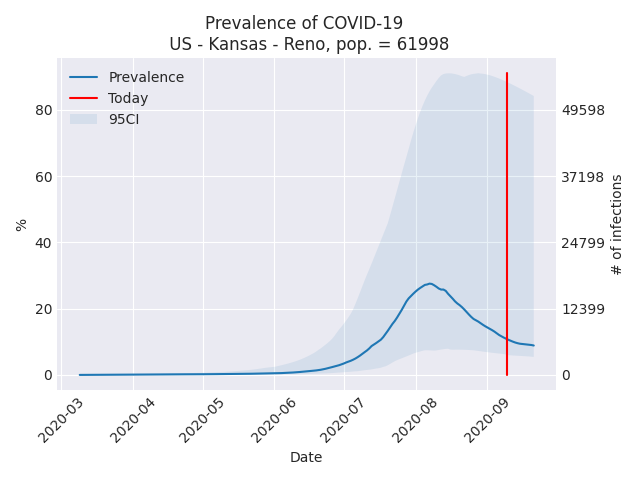 Prevalence of COVID-19
US - Kansas - Reno, pop. = 61998
Prevalence
Today
95CI
80
60
40
20
0
%
49598
37198
24799
12399
0
# of infections
2020-03
2020-04
2020-05
2020-06
2020-07
2020-08
2020-09
Date